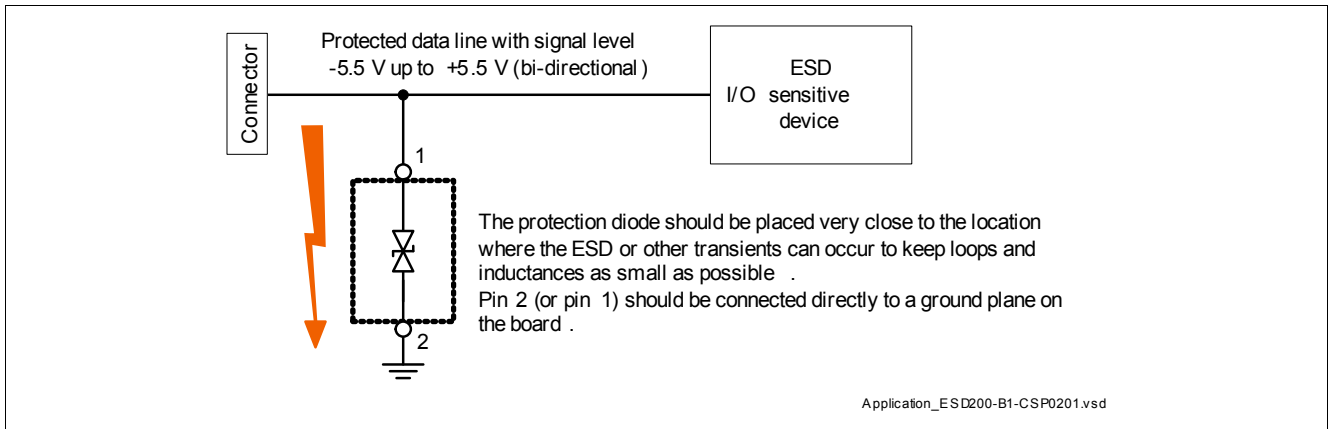 Connector
Protected data line with signal level
-5.5 V up to +5.5 V (bi-directional)
ESD
I/O sensitive
device
1
The protection diode should be placed very close to the location
where the ESD or other transients can occur to keep loops and
inductances as small as possible .
Pin 2 (or pin 1) should be connected directly to a ground plane on
the board .
2
Application_ESD200-B1-CSP0201.vsd